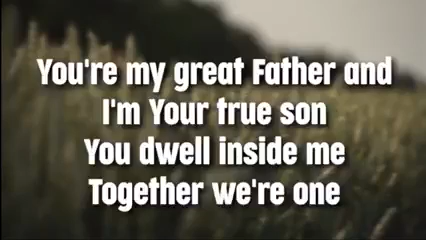 You're my great Father and
I'm Your true son
You dwell inside me
Together we're one